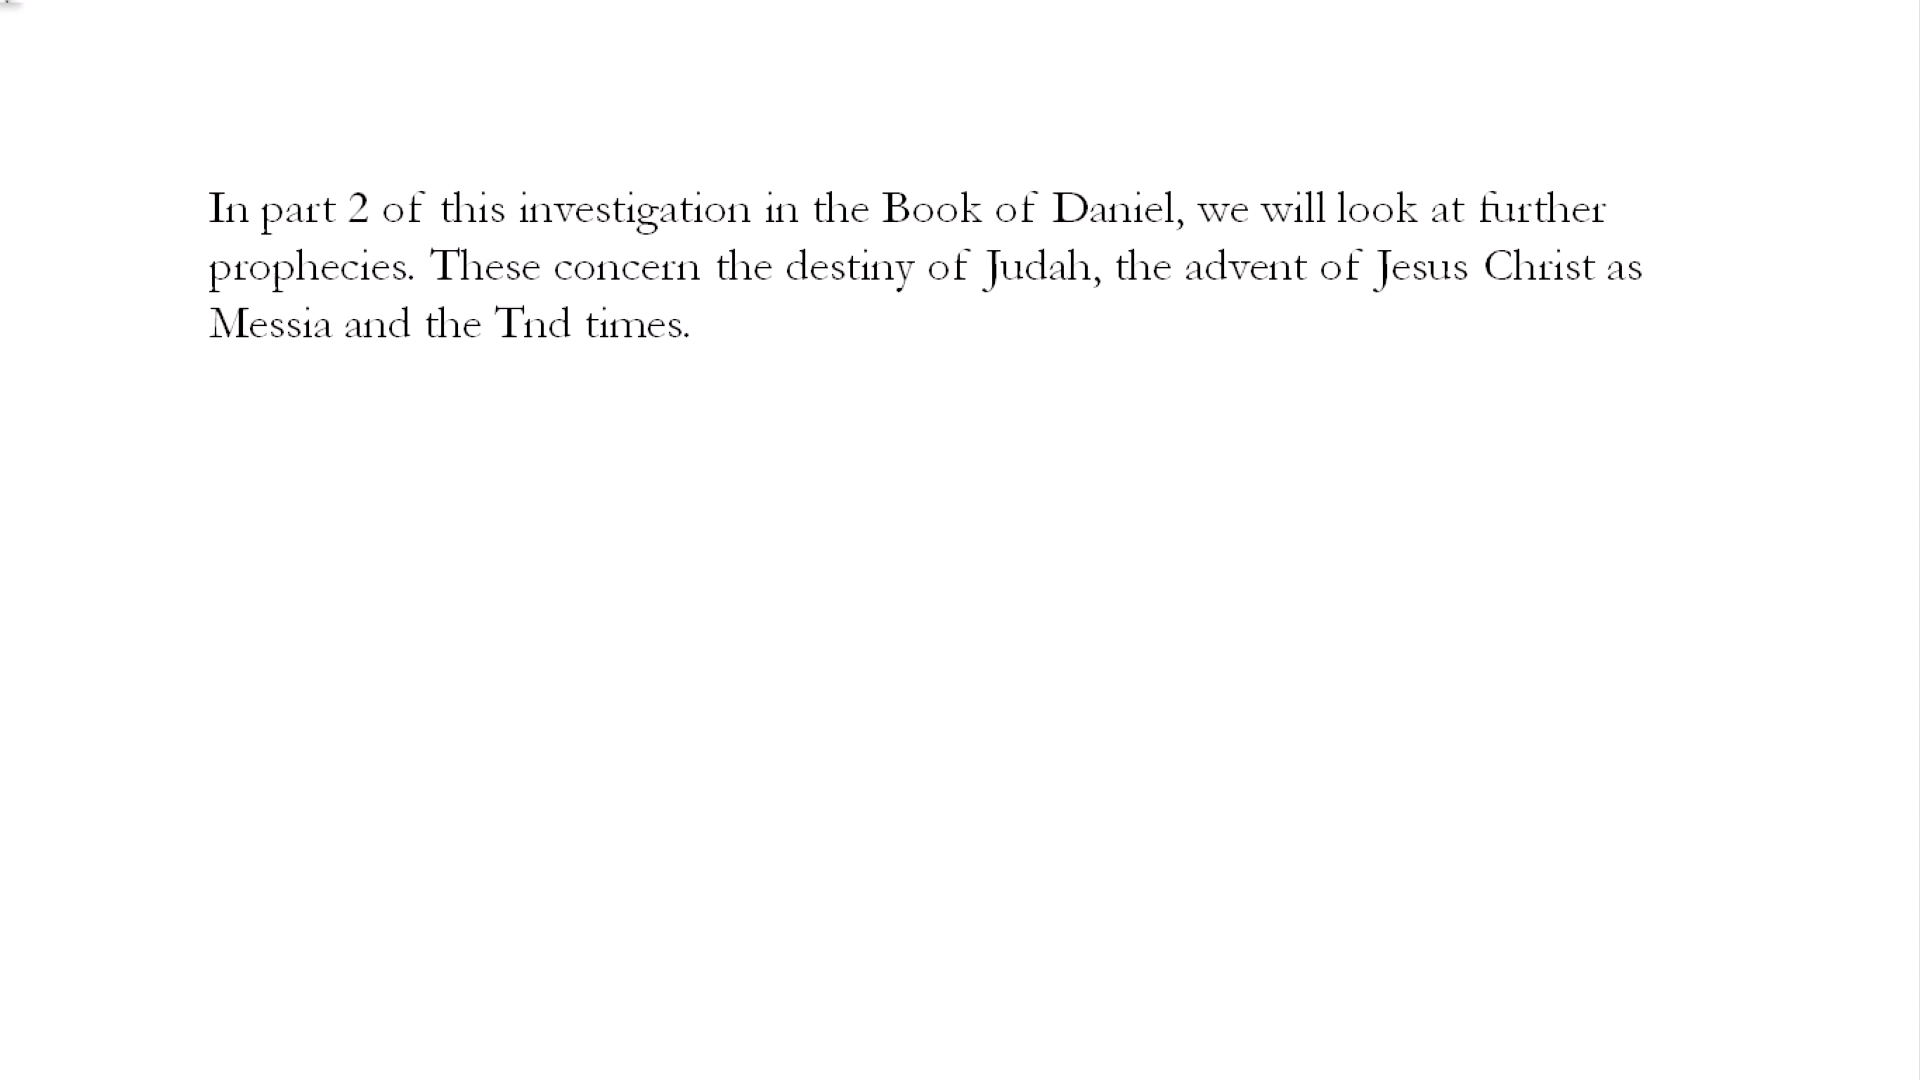 In part 2 of this investigation in the Book of Daniel, we will look at further
prophecies. These concern the destiny of Judah, the advent of Jesus Christ as
Messia and the Tnd times.